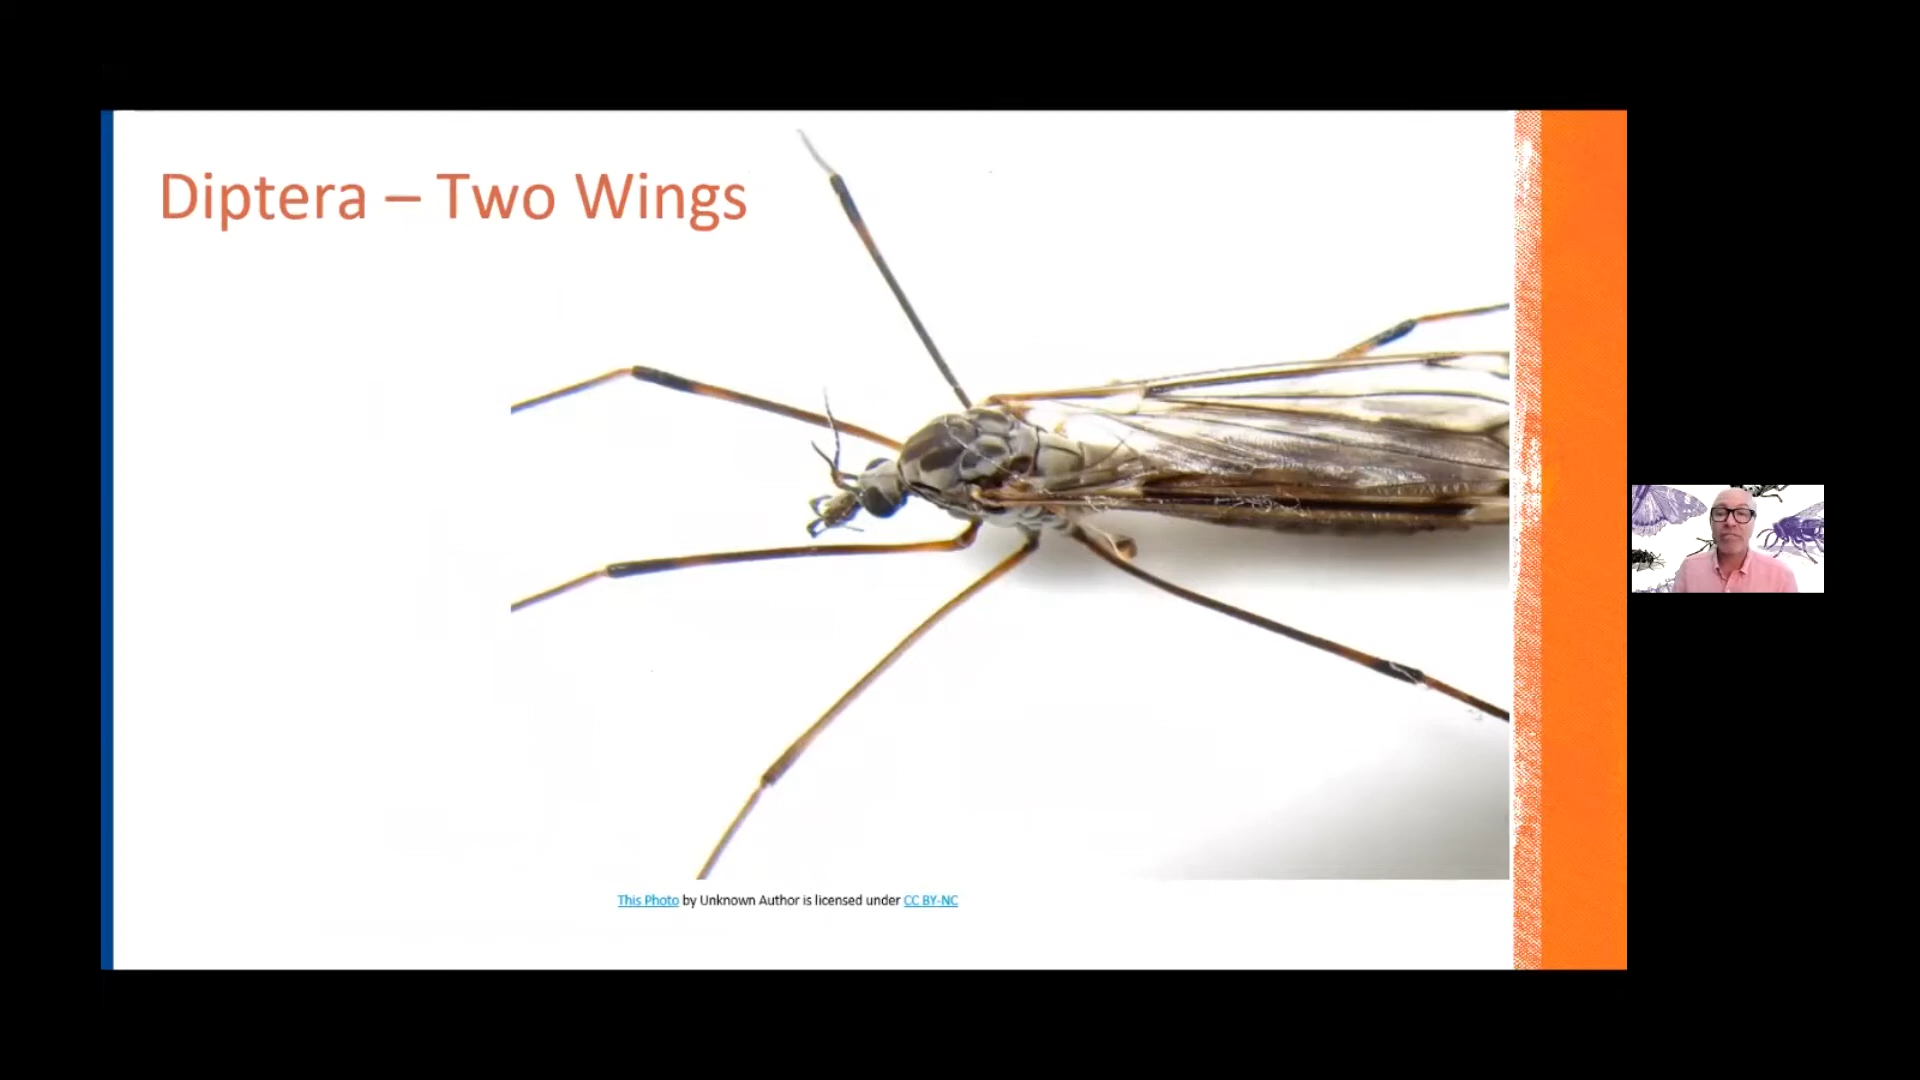 Diptera – Two Wings
This Photo by Unknown Author is licensed under CC BY-NC